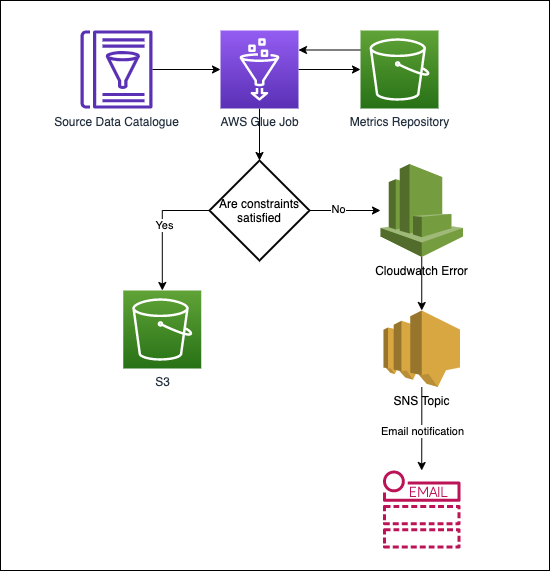 Source Data Catalogue
AWS Glue Job
Metrics Repository
Are constraints
satisfied
Yes
No
Cloudwatch Error
S3
SNS Topic
Email notification
EMAIL